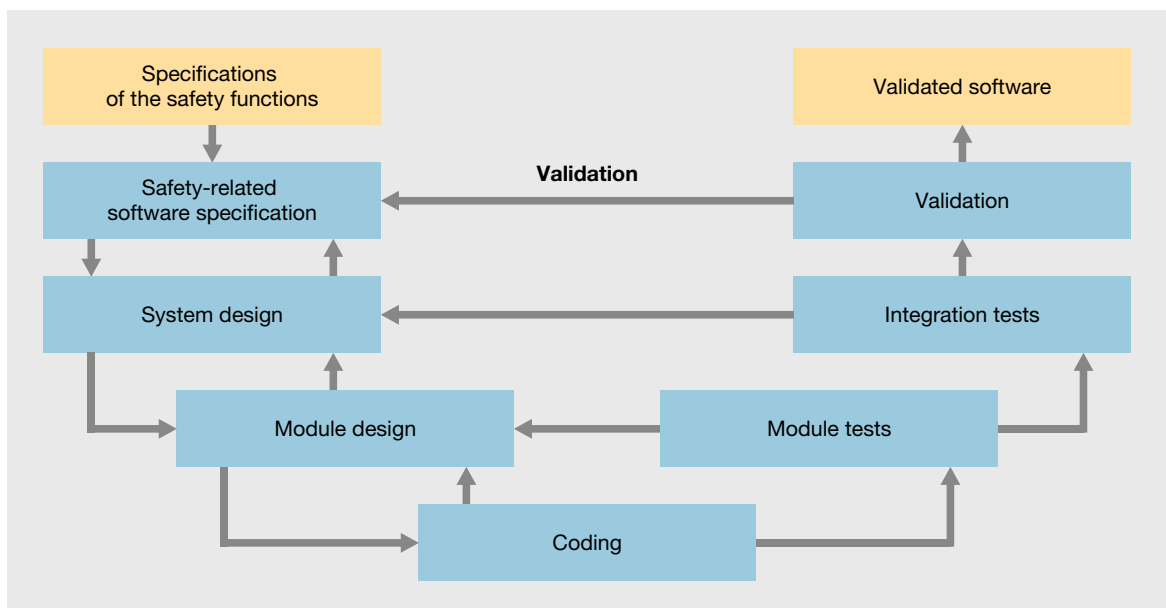 Specifications
of the safety functions
Validated software
Safety-related
software specification
Validation
Validation
System design
Integration tests
Module design
Module tests
Coding